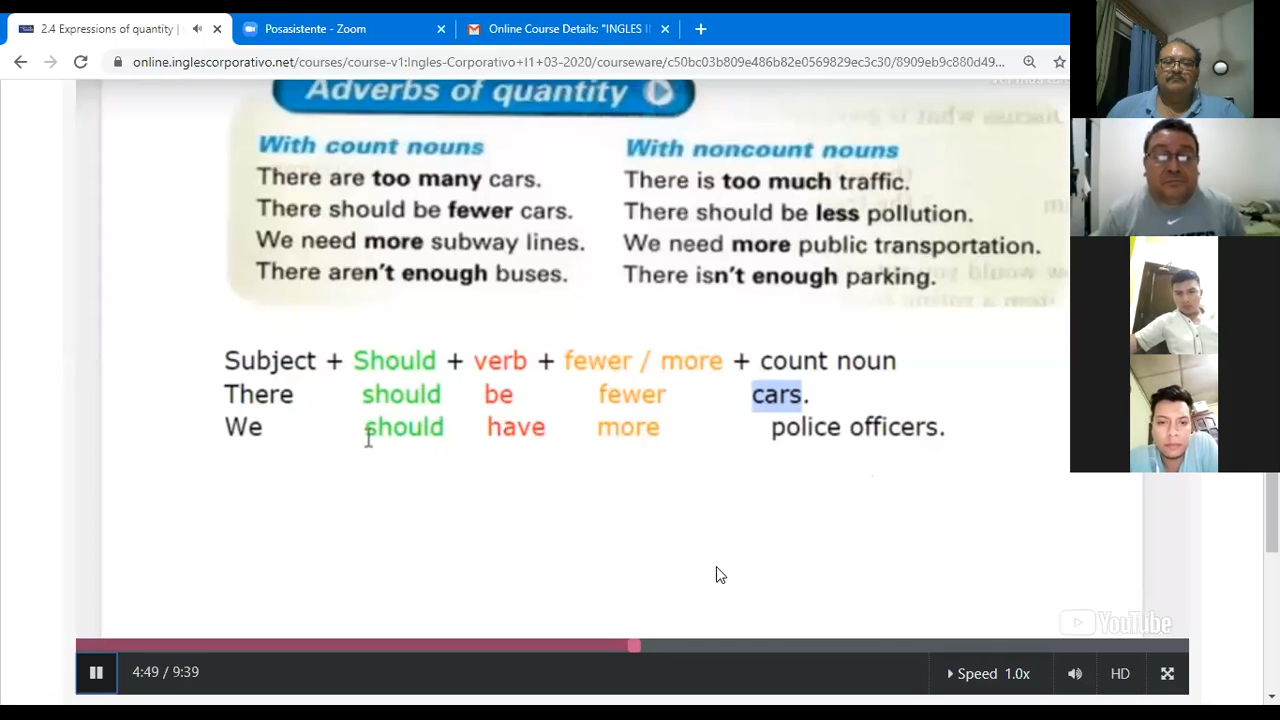 2.4 Expressions of quantity |
Posasistente - Zoom
Online Course Details: "INGLES I
online.inglescorporativo.net/courses/course-v1:Ingles-Corporativo+I1+03-2020/courseware/c50bc03b809e486b82e0599829ec3c30/8909eb9c880d49...
Adverbs of quantity
With count nouns
There are too many cars.
There should be fewer cars.
We need more subway lines.
There aren't enough buses.
With noncount nouns
There is too much traffic.
There should be less pollution.
We need more public transportation.
There isn't enough parking.
Subject + Should + verb + fewer / more + count noun
There should be fewer cars.
We should have more police officers.
YouTube
4:49 / 9:39
Speed 1.0x
HD